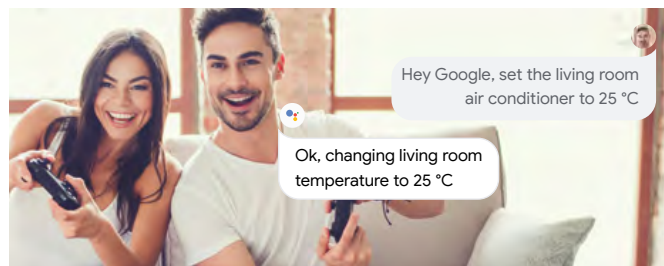 Hey Google, set the living room
air conditioner to 25 °C
Ok, changing living room
temperature to 25 °C